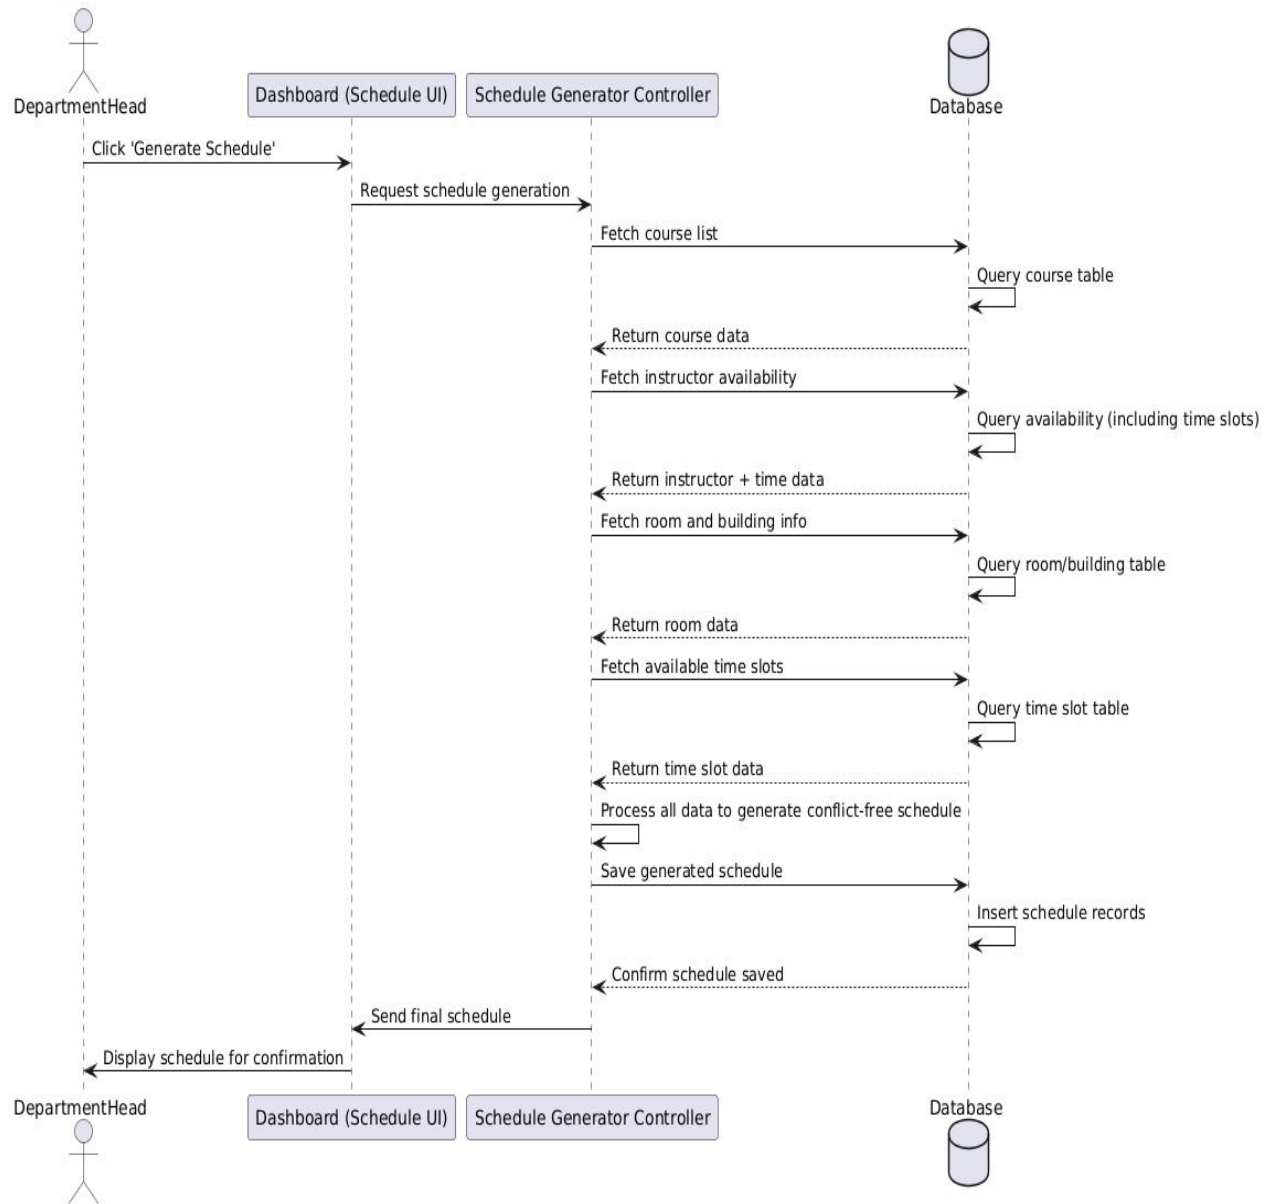 DepartmentHead
Dashboard (Schedule UI)
Schedule Generator Controller
Database
Click 'Generate Schedule'
Request schedule generation
Fetch course list
Query course table
Return course data
Fetch instructor availability
Query availability (including time slots)
Return instructor + time data
Fetch room and building info
Query room/building table
Return room data
Fetch available time slots
Query time slot table
Return time slot data
Process all data to generate conflict-free schedule
Save generated schedule
Insert schedule records
Confirm schedule saved
Send final schedule
Display schedule for confirmation
DepartmentHead
Dashboard (Schedule UI)
Schedule Generator Controller
Database